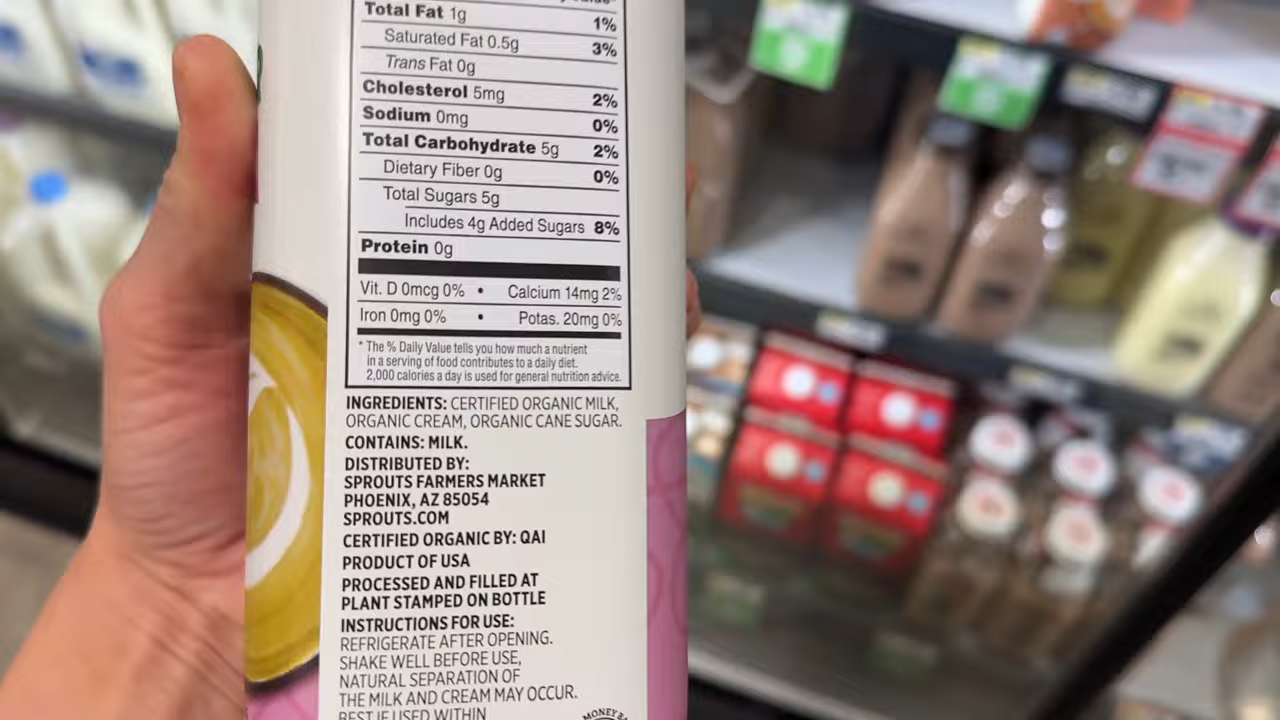 Total Fat 1g 1%
Saturated Fat 0.5g 3%
Trans Fat 0g
Cholesterol 5mg 2%
Sodium 0mg 0%
Total Carbohydrate 5g 2%
Dietary Fiber 0g 0%
Total Sugars 5g
Includes 4g Added Sugars 8%
Protein 0g
Vit. D 0mcg 0% • Calcium 14mg 2%
Iron 0mg 0% • Potas. 20mg 0%
* The % Daily Value tells you how much a nutrient
in a serving of food contributes to a daily diet.
2,000 calories a day is used for general nutrition advice.
INGREDIENTS: CERTIFIED ORGANIC MILK,
ORGANIC CREAM, ORGANIC CANE SUGAR.
CONTAINS: MILK.
DISTRIBUTED BY:
SPROUTS FARMERS MARKET
PHOENIX, AZ 85054
SPROUTS.COM
CERTIFIED ORGANIC BY: QAI
PRODUCT OF USA
PROCESSED AND FILLED AT
PLANT STAMPED ON BOTTLE
INSTRUCTIONS FOR USE:
REFRIGERATE AFTER OPENING.
SHAKE WELL BEFORE USE,
NATURAL SEPARATION OF
THE MILK AND CREAM MAY OCCUR.
BEST IF USED WITHIN
MONEY